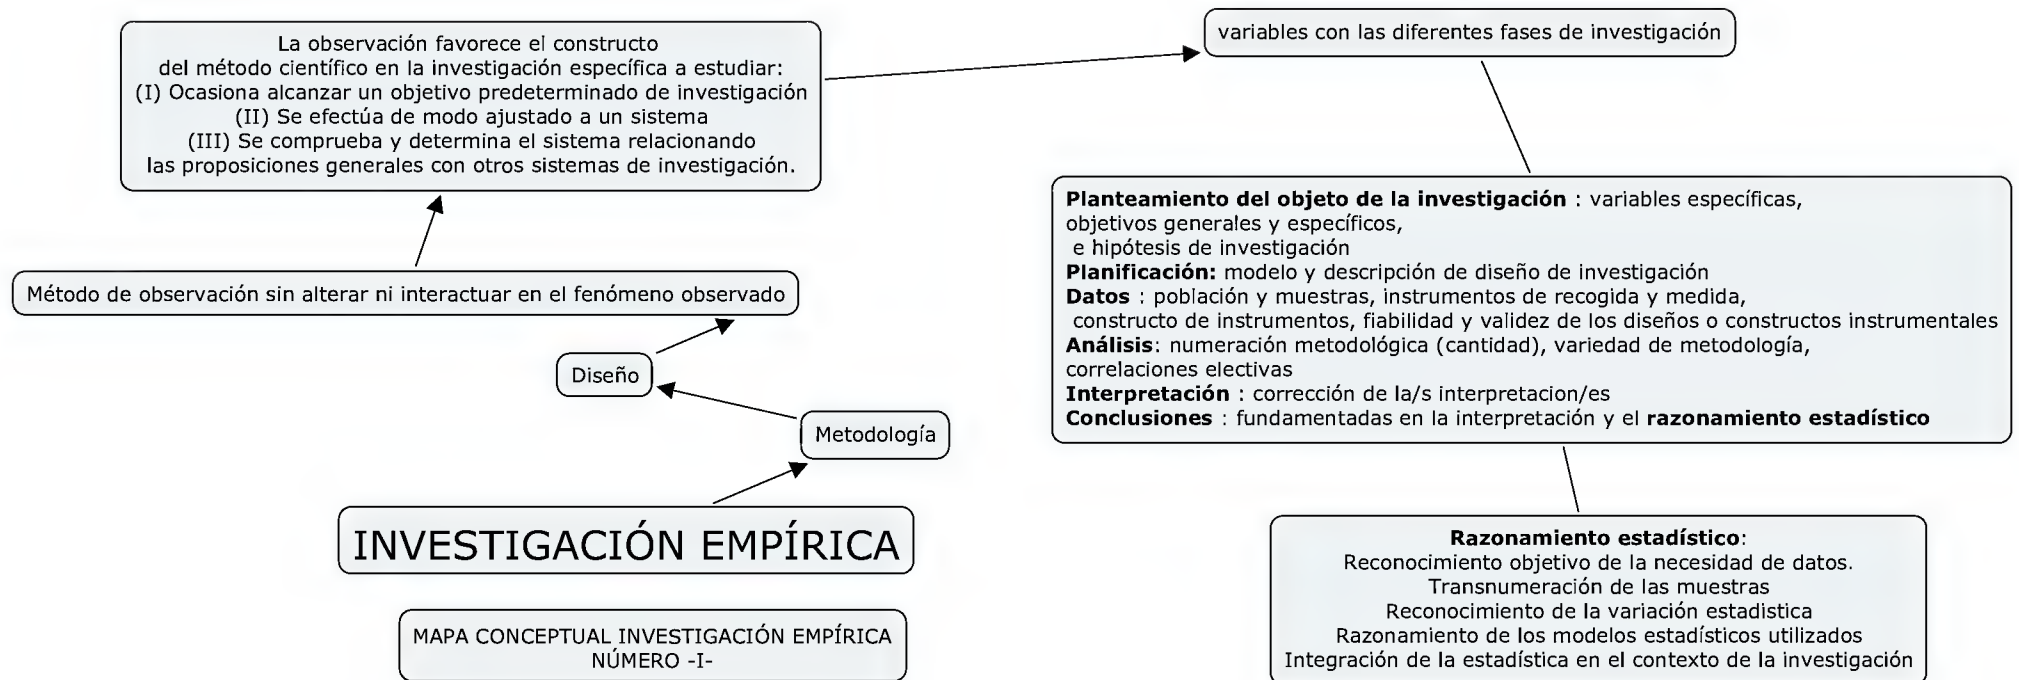 La observación favorece el constructo
del método científico en la investigación específica a estudiar:
(I) Ocasiona alcanzar un objetivo predeterminado de investigación
(II) Se efectúa de modo ajustado a un sistema
(III) Se comprueba y determina el sistema relacionando
las proposiciones generales con otros sistemas de investigación.
variables con las diferentes fases de investigación
Método de observación sin alterar ni interactuar en el fenómeno observado
Diseño
Metodología
INVESTIGACIÓN EMPÍRICA
MAPA CONCEPTUAL INVESTIGACIÓN EMPÍRICA
NÚMERO -I-
Planteamiento del objeto de la investigación : variables específicas,
objetivos generales y específicos,
e hipótesis de investigación
Planificación: modelo y descripción de diseño de investigación
Datos : población y muestras, instrumentos de recogida y medida,
constructo de instrumentos, fiabilidad y validez de los diseños o constructos instrumentales
Análisis: numeración metodológica (cantidad), variedad de metodología,
correlaciones electivas
Interpretación : corrección de la/s interpretacion/es
Conclusiones : fundamentadas en la interpretación y el razonamiento estadístico
Razonamiento estadístico:
Reconocimiento objetivo de la necesidad de datos.
Transnumeración de las muestras
Reconocimiento de la variación estadistica
Razonamiento de los modelos estadísticos utilizados
Integración de la estadística en el contexto de la investigación